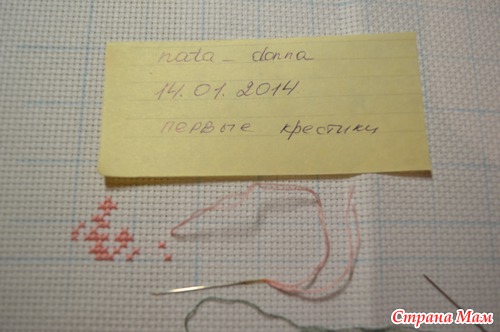 nata_donna
14.01.2014
первые крестики
Страна Мам